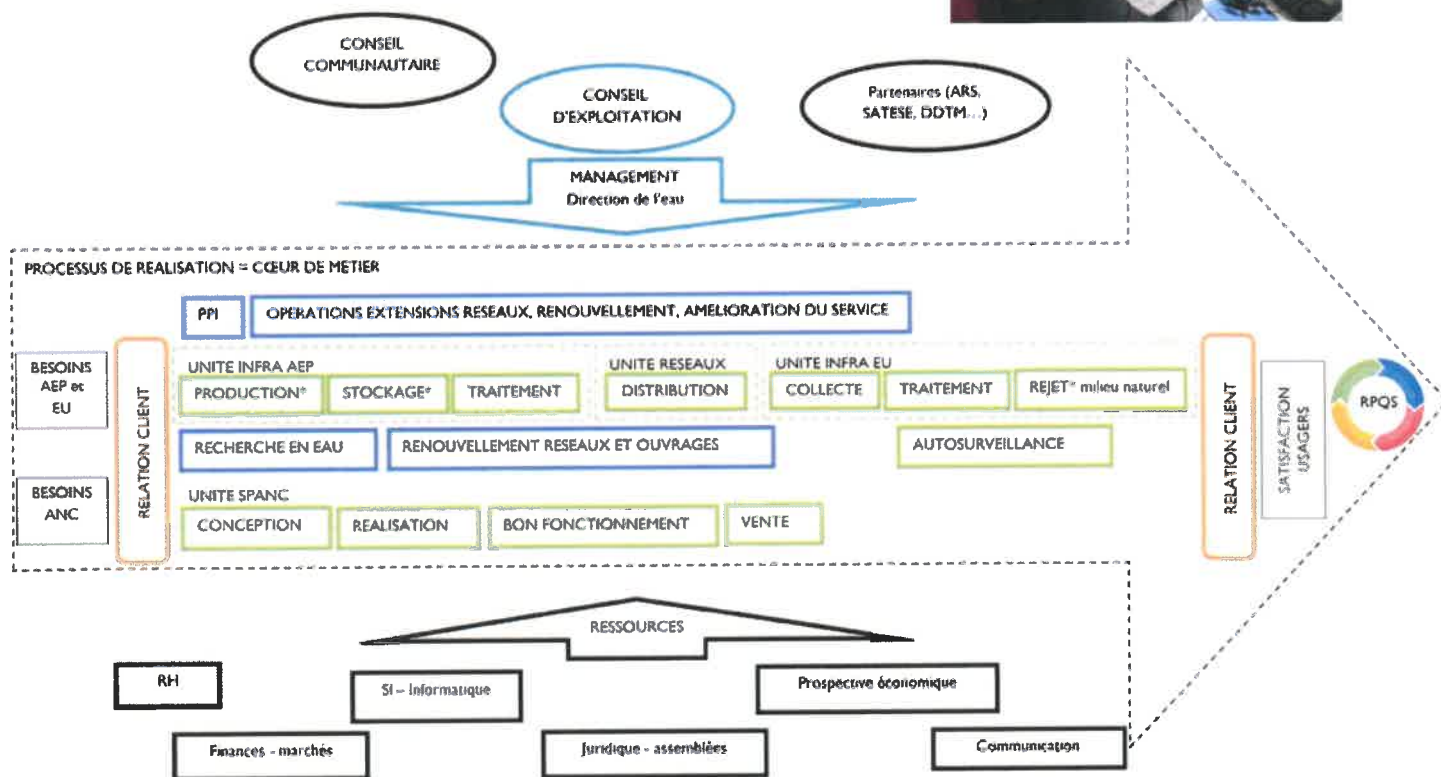 CONSEIL
COMMUNAUTAIRE
CONSEIL
D'EXPLOITATION
Partenaires (ARS,
SATESE, DDTM...)
MANAGEMENT
Direction de l'eau
PROCESSUS DE REALISATION = CŒUR DE METIER
PPI
OPERATIONS EXTENSIONS RESEAUX, RENOUVELLEMENT, AMELIORATION DU SERVICE
BESOINS
AEP et
EU
RELATION CLIENT
UNITE INFRA AEP
PRODUCTION*
STOCKAGE*
TRAITEMENT
UNITE RESEAUX
DISTRIBUTION
UNITE INFRA EU
COLLECTE
TRAITEMENT
REJET* milieu naturel
RECHERCHE EN EAU
RENOUVELLEMENT RESEAUX ET OUVRAGES
AUTOSURVEILLANCE
BESOINS
ANC
UNITE SPANC
CONCEPTION
REALISATION
BON FONCTIONNEMENT
VENTE
RELATION CLIENT
SATISFACTION
USAGERS
RPQS
RESSOURCES
RH
SI – Informatique
Prospective économique
Finances - marchés
Juridique - assemblées
Communication